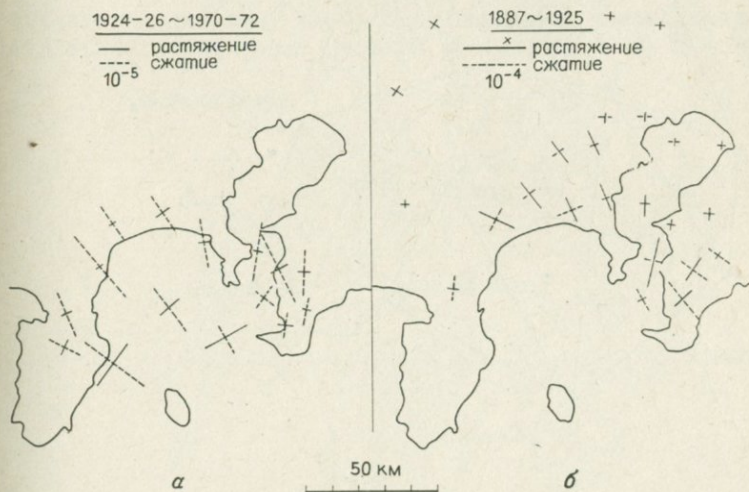 1924-26~1970-72
растяжение
сжатие
10⁻⁵
1887~1925
растяжение
сжатие
10⁻⁴
50 км
а
б